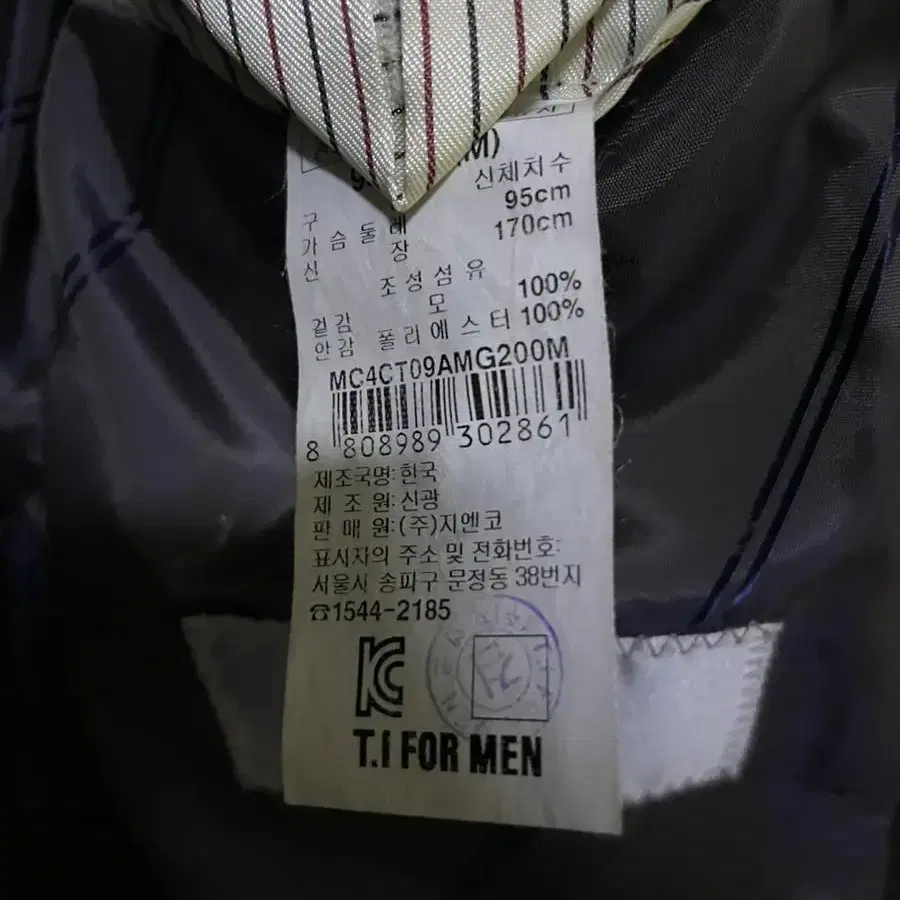 신체치수
구
가슴둘레 95cm
신 장 170cm
조성섬유
겉감 모 100%
안감 폴리에스터 100%
MC4CT09AMG200M
8 808989 302861
제조국명:한국
제 조 원:신광
판 매 원:(주)지엔코
표시자의 주소 및 전화번호:
서울시 송파구 문정동 38번지
☎1544-2185
T.I FOR MEN